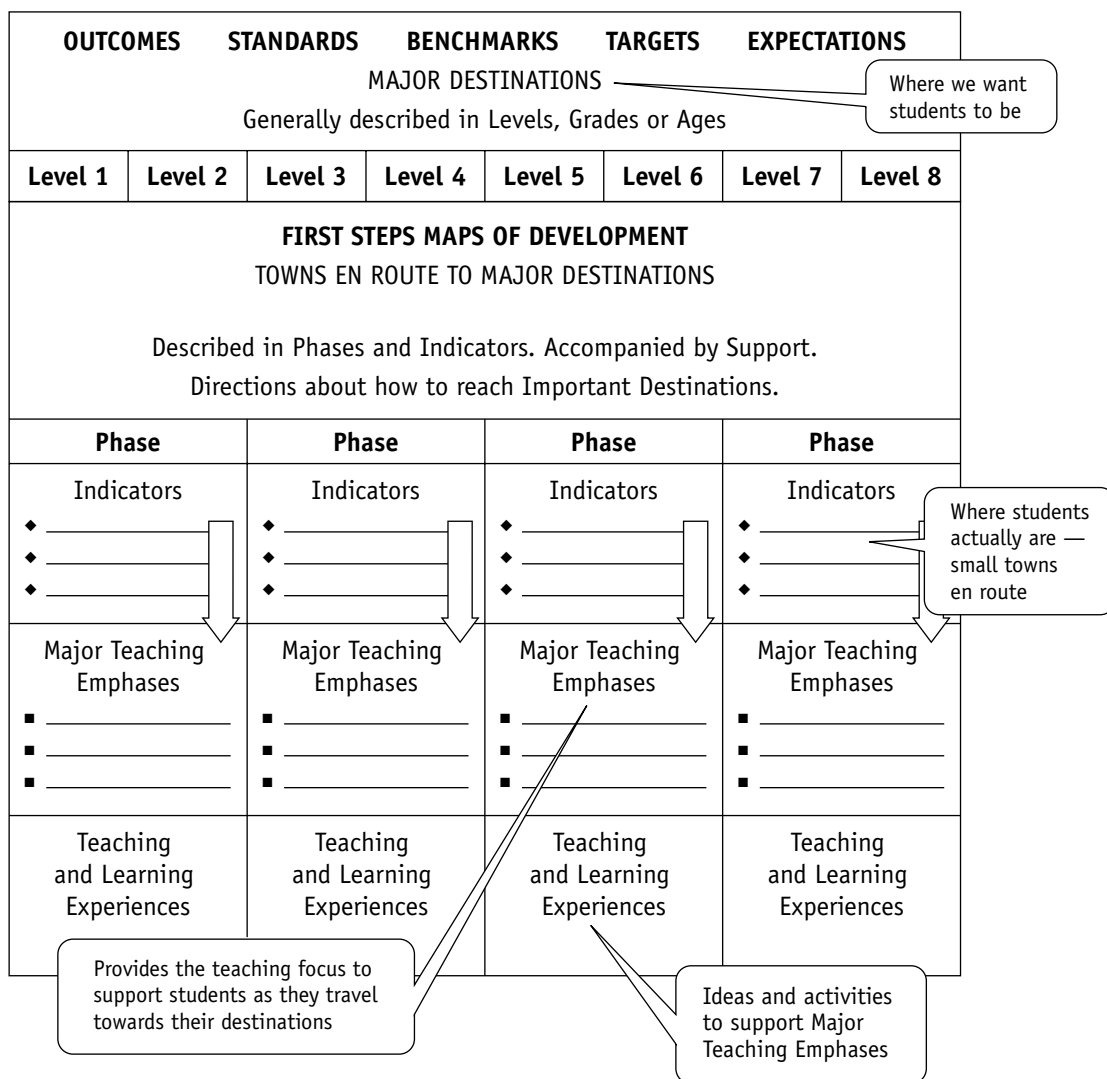 OUTCOMES STANDARDS BENCHMARKS TARGETS EXPECTATIONS
MAJOR DESTINATIONS
Generally described in Levels, Grades or Ages
Where we want
students to be
Level 1 Level 2 Level 3 Level 4 Level 5 Level 6 Level 7 Level 8
FIRST STEPS MAPS OF DEVELOPMENT
TOWNS EN ROUTE TO MAJOR DESTINATIONS
Described in Phases and Indicators. Accompanied by Support.
Directions about how to reach Important Destinations.
Phase Phase Phase Phase
Indicators Indicators Indicators Indicators
Where students
actually are —
small towns
en route
Major Teaching
Emphases
Major Teaching
Emphases
Major Teaching
Emphases
Major Teaching
Emphases
Teaching
and Learning
Experiences
Teaching
and Learning
Experiences
Teaching
and Learning
Experiences
Teaching
and Learning
Experiences
Provides the teaching focus to
support students as they travel
towards their destinations
Ideas and activities
to support Major
Teaching Emphases